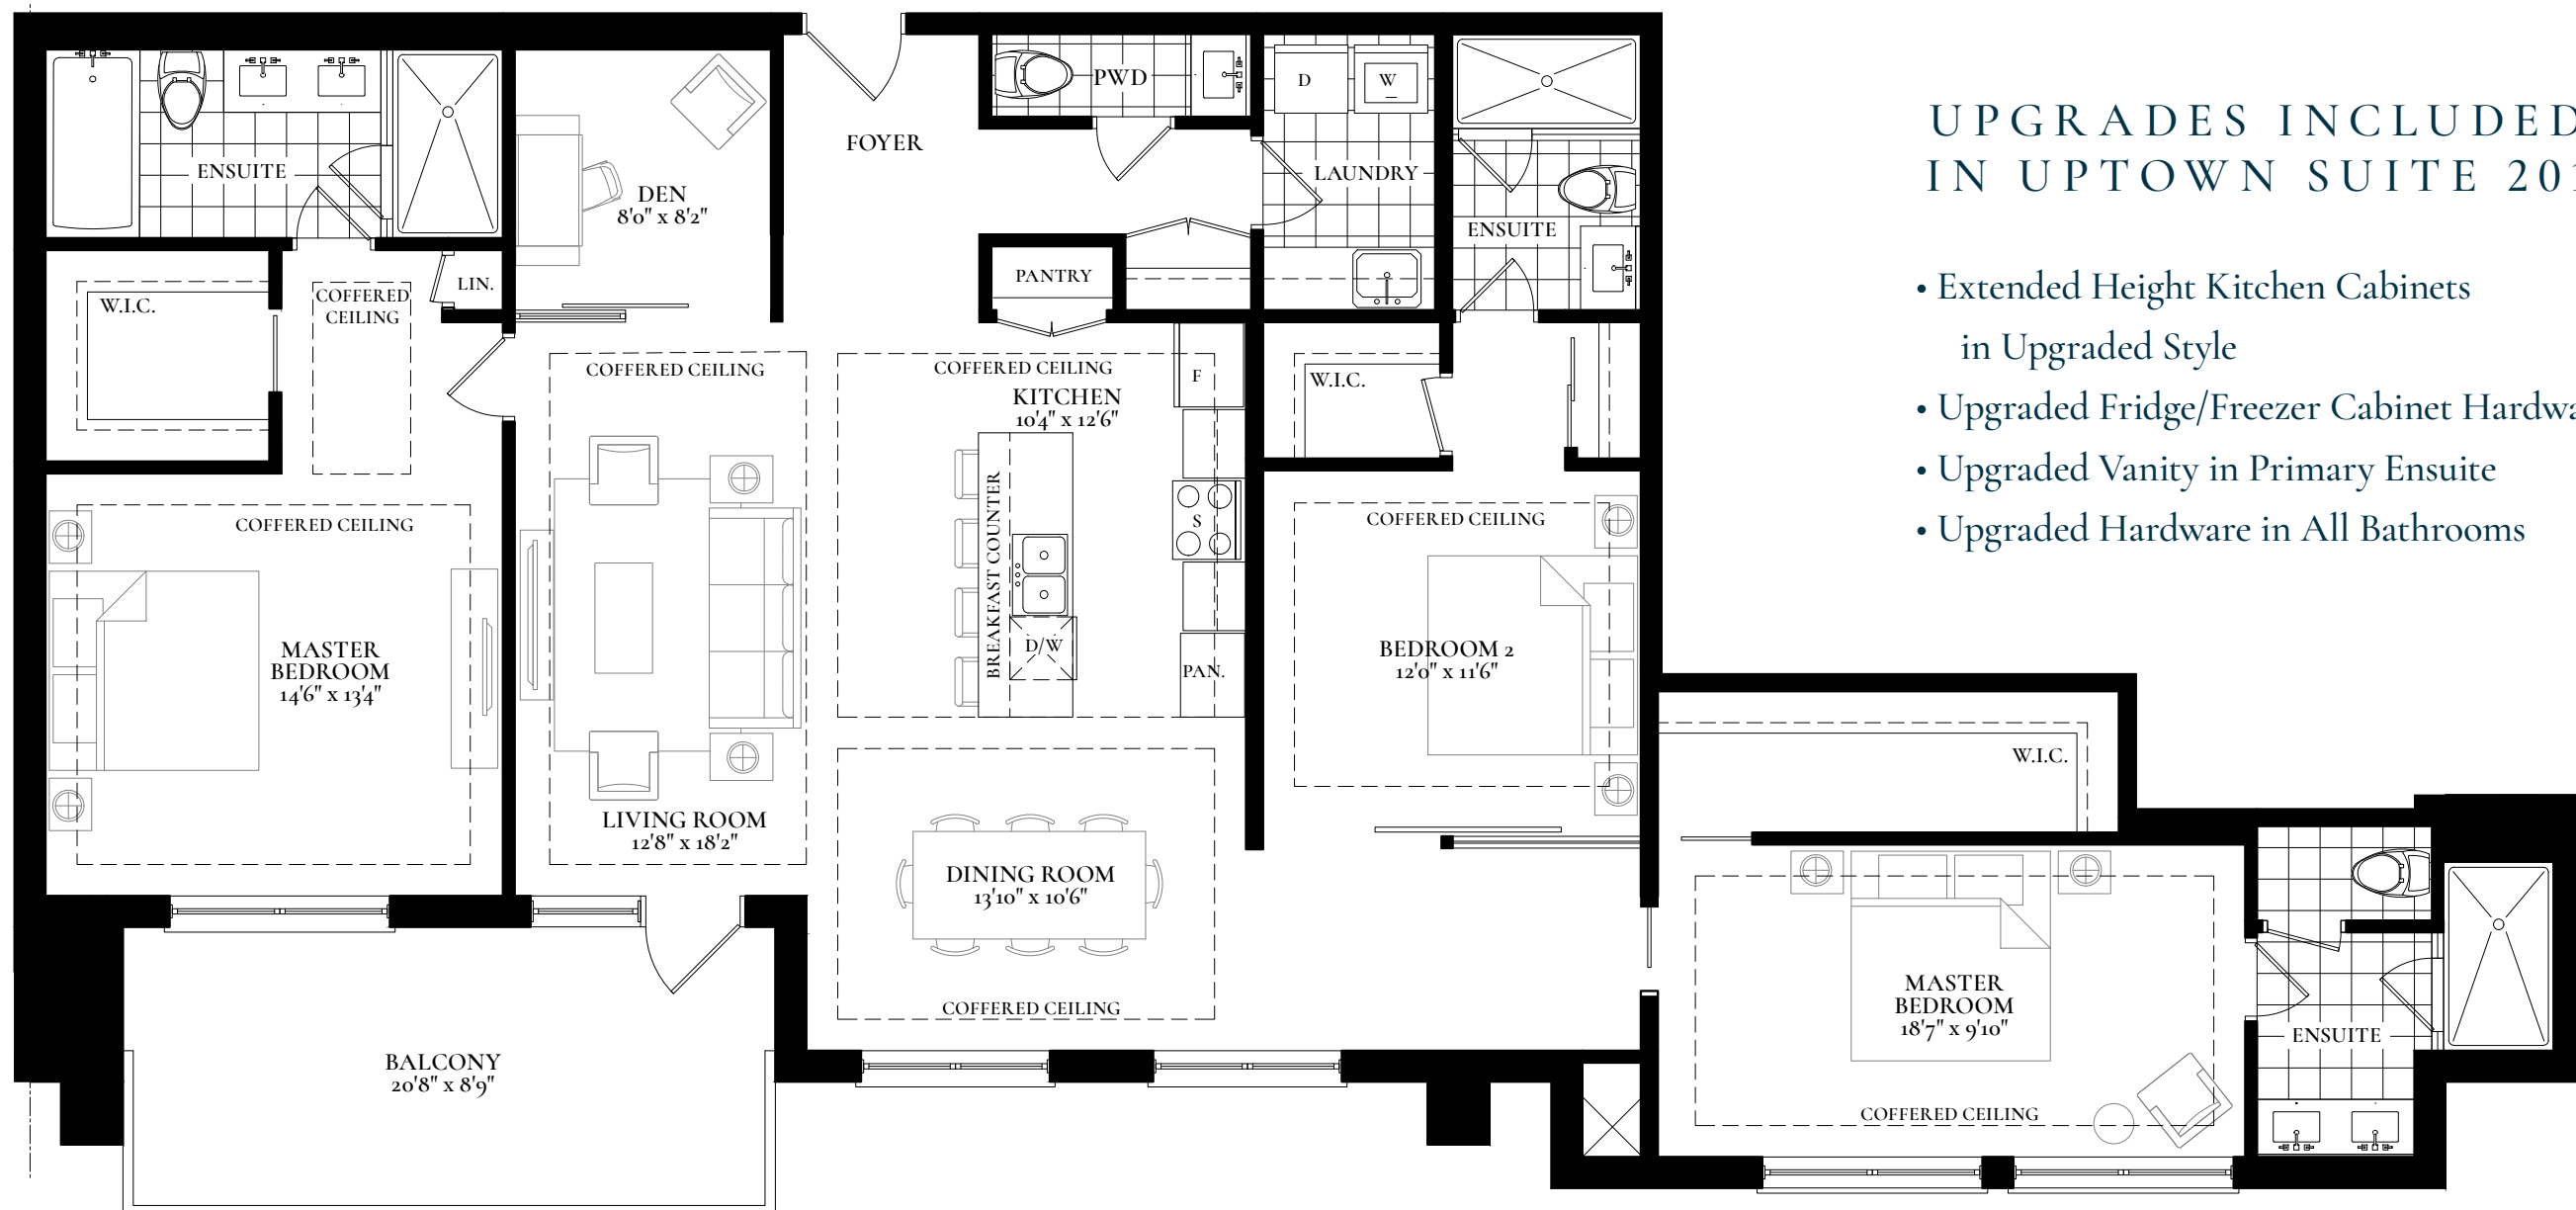 UPGRADES INCLUDED
IN UPTOWN SUITE
• Extended Height Kitchen Cabinets
in Upgraded Style
• Upgraded Fridge/Freezer Cabinet
• Upgraded Vanity in Primary Ensuite
• Upgraded Hardware in All Bathrooms
ENSUITE
DEN
8'0" x 8'2"
FOYER
PWD
D
W
LAUNDRY
ENSUITE
W.I.C.
COFFERED
CEILING
LIN.
PANTRY
COFFERED CEILING
COFFERED CEILING
KITCHEN
10'4" x 12'6"
F
W.I.C.
COFFERED CEILING
BREAKFAST COUNTER
S
D/W
PAN.
COFFERED CEILING
MASTER
BEDROOM
14'6" x 13'4"
BEDROOM 2
12'0" x 11'6"
LIVING ROOM
12'8" x 18'2"
DINING ROOM
13'10" x 10'6"
COFFERED CEILING
W.I.C.
MASTER
BEDROOM
18'7" x 9'10"
ENSUITE
COFFERED CEILING
BALCONY
20'8" x 8'9"